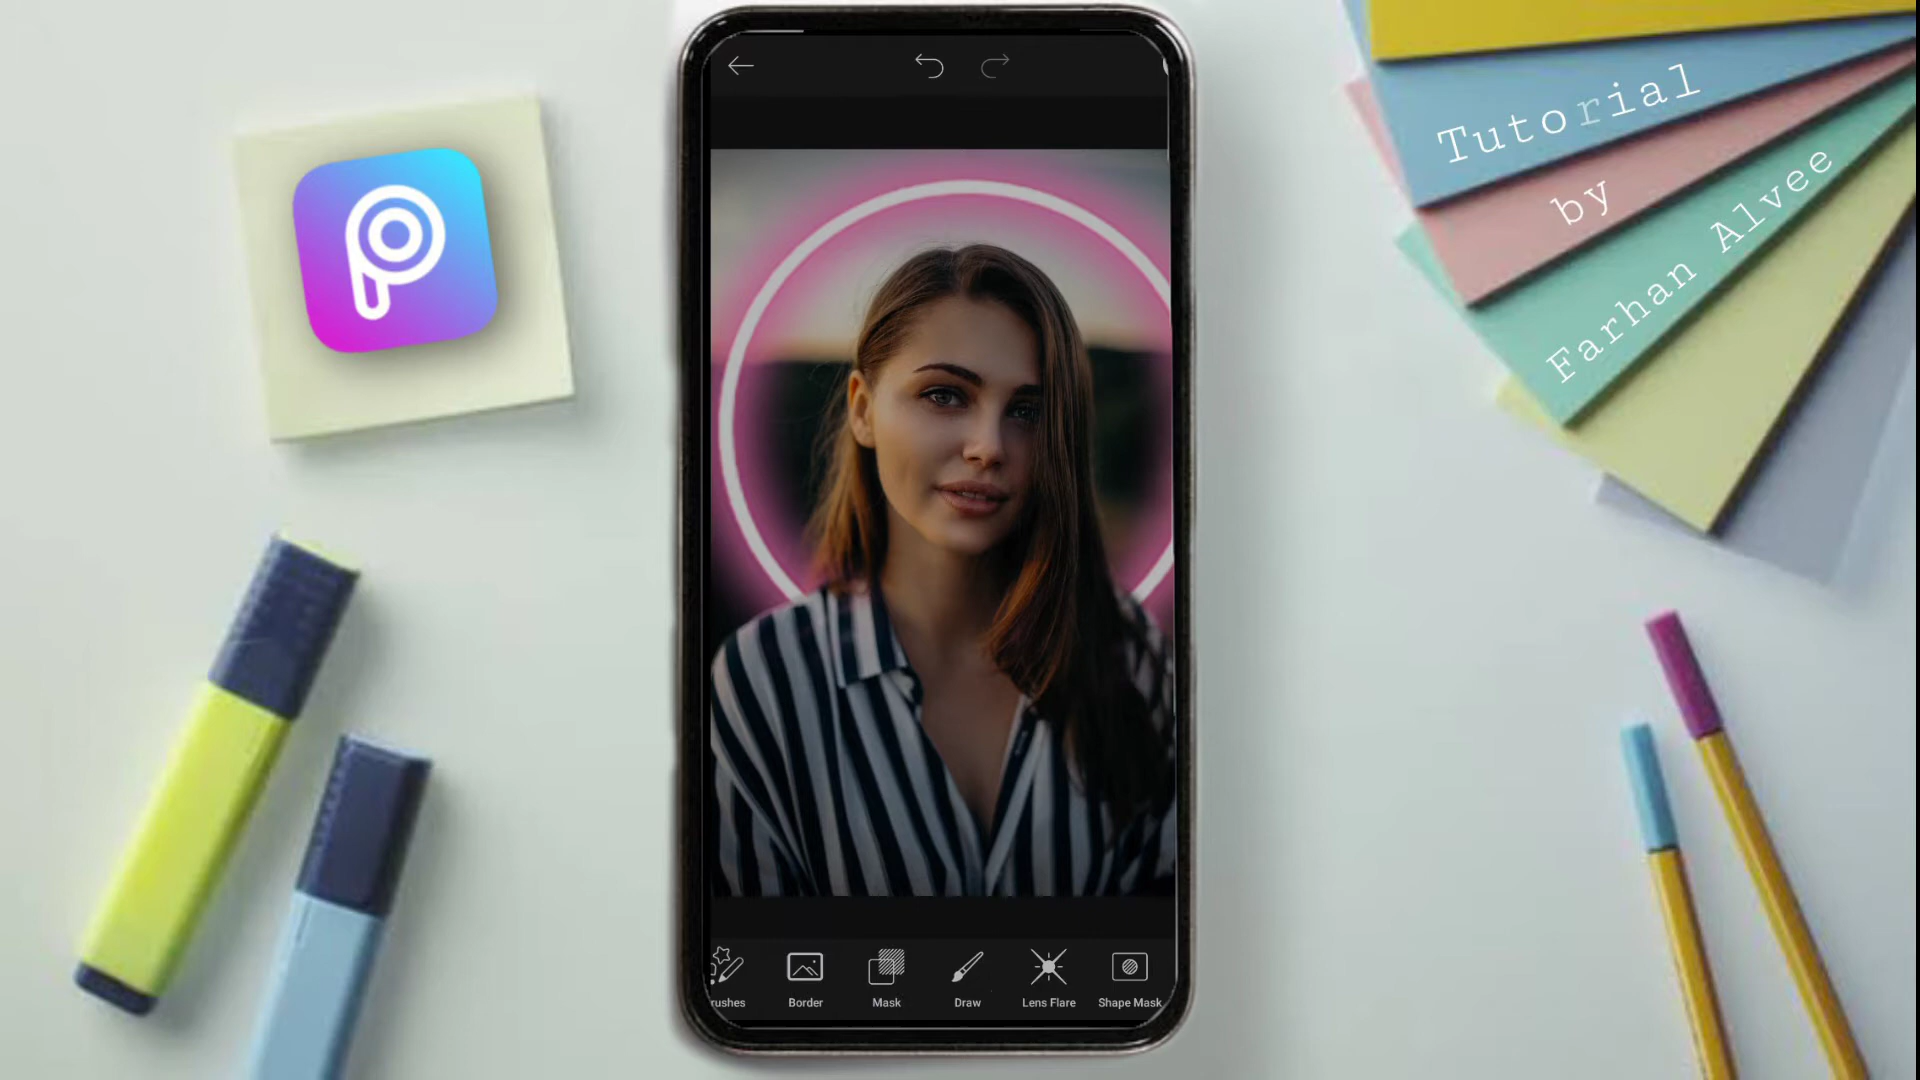 Tutorial
by
Farhan Alvee
rushes
Border
Mask
Draw
Lens Flare
Shape Mask